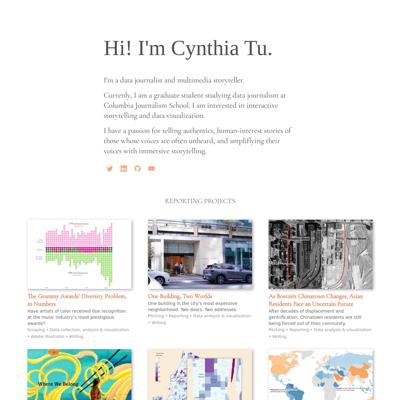 Hi! I'm Cynthia Tu.
I'm a data journalist and multimedia storyteller.
Currently, I am a graduate student studying data journalism at
Columbia Journalism School. I am interested in interactive
storytelling and data visualization.
I have a passion for telling authentics, human-interest stories of
those whose voices are often unheard, and ampliflying their
voices with immersive storytelling.
REPORTING PROJECTS
The Grammy Awards' Diversity Problem,
in Numbers
Have artists of color received due recognition
at the music industry's most prestigious
awards?
Scraping • Data collection, analysis & visualization
• Adobe Illustrator • Writing
One Building, Two Worlds
One building in the city's most expensive
neighborhood. Two doors. Two addresses.
Pitching • Reporting • Data analysis & visualization
• Writing
As Boston's Chinatown Changes, Asian
Residents Face an Uncertain Future
After decades of displacement and
gentrification, Chinatown residents are still
being forced out of their community.
Pitching • Reporting • Data analysis & visualization
• Writing
Where We Belong